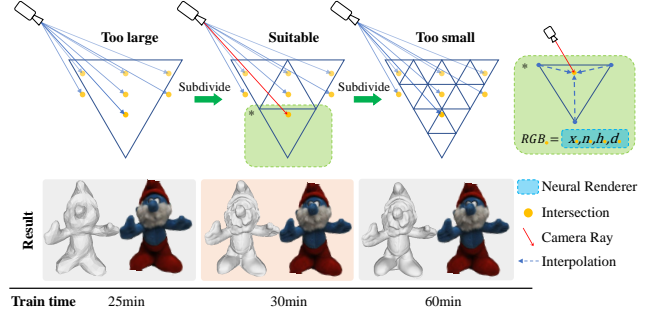 Too large
Suitable
Too small
Subdivide
Subdivide
*
*
RGB = x, n, h, d
Neural Renderer
Intersection
Camera Ray
Interpolation
Result
Train time 25min 30min 60min